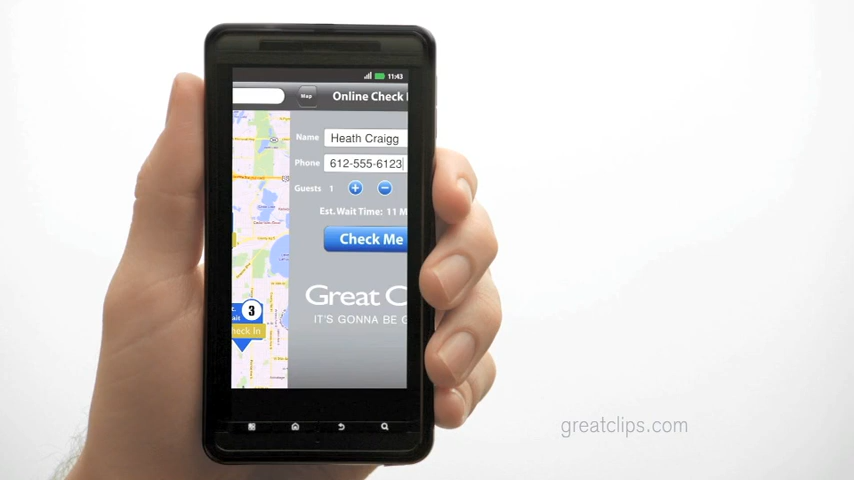 11:43
Map
Online Check
Name
Heath Craigg
Phone
612-555-6123
Guests 1 + −
Est. Wait Time: 11 M
Check Me
3
ait
heck In
Great C
IT'S GONNA BE G
greatclips.com